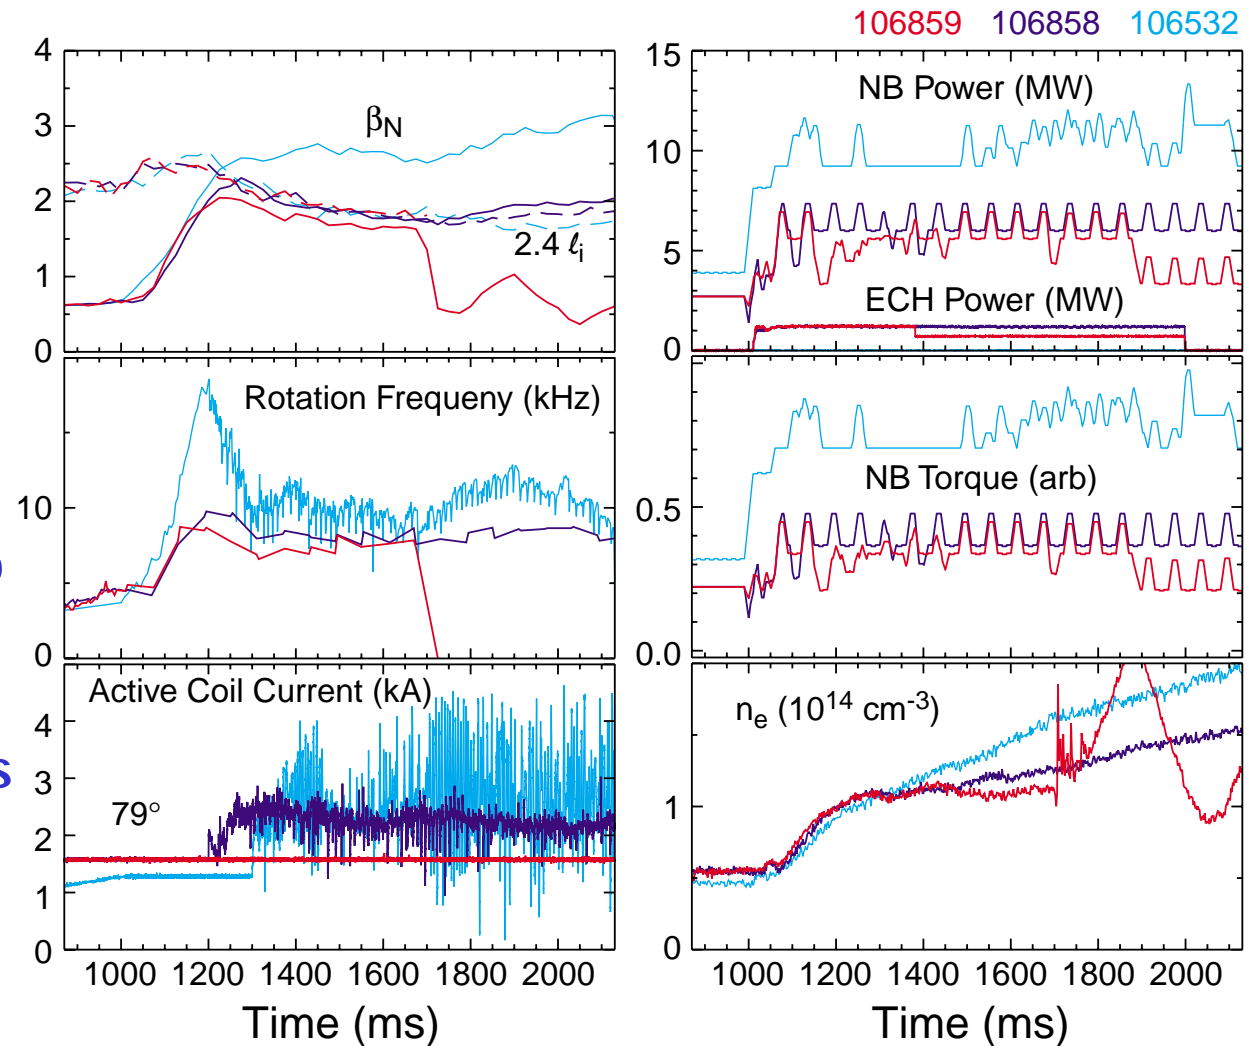 106859 106858 106532
4
3
2
1
0
βN
2.4 ℓi
15
10
5
0
NB Power (MW)
ECH Power (MW)
10
0
Rotation Frequeny (kHz)
0.5
0.0
NB Torque (arb)
4
3
2
1
0
Active Coil Current (kA)
79°
s
1
0
ne (10^14 cm^-3)
1000 1200 1400 1600 1800 2000
Time (ms)
1000 1200 1400 1600 1800 2000
Time (ms)